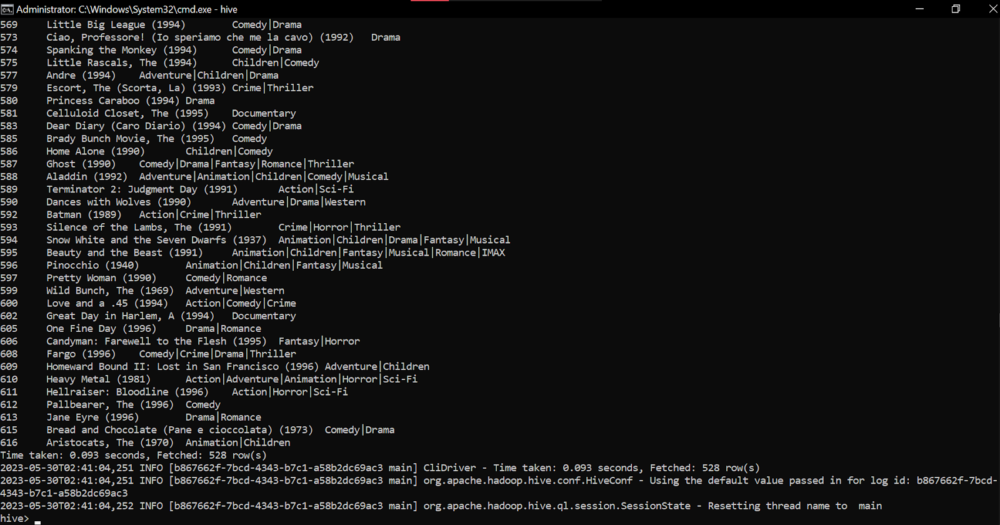 Administrator: C:\Windows\System32\cmd.exe - hive
569 Little Big League (1994) Comedy|Drama
573 Ciao, Professore! (Io speriamo che me la cavo) (1992) Drama
574 Spanking the Monkey (1994) Comedy|Drama
575 Little Rascals, The (1994) Children|Comedy
577 Andre (1994) Adventure|Children|Drama
579 Escort, The (Scorta, La) (1993) Crime|Thriller
580 Princess Caraboo (1994) Drama
581 Celluloid Closet, The (1995) Documentary
583 Dear Diary (Caro Diario) (1994) Comedy|Drama
585 Brady Bunch Movie, The (1995) Comedy
586 Home Alone (1990) Children|Comedy
587 Ghost (1990) Comedy|Drama|Fantasy|Romance|Thriller
588 Aladdin (1992) Adventure|Animation|Children|Comedy|Musical
589 Terminator 2: Judgment Day (1991) Action|Sci-Fi
590 Dances with Wolves (1990) Adventure|Drama|Western
592 Batman (1989) Action|Crime|Thriller
593 Silence of the Lambs, The (1991) Crime|Horror|Thriller
594 Snow White and the Seven Dwarfs (1937) Animation|Children|Drama|Fantasy|Musical
595 Beauty and the Beast (1991) Animation|Children|Fantasy|Musical|Romance|IMAX
596 Pinocchio (1940) Animation|Children|Fantasy|Musical
597 Pretty Woman (1990) Comedy|Romance
599 Wild Bunch, The (1969) Adventure|Western
600 Love and a .45 (1994) Action|Comedy|Crime
602 Great Day in Harlem, A (1994) Documentary
605 One Fine Day (1996) Drama|Romance
606 Candyman: Farewell to the Flesh (1995) Fantasy|Horror
608 Fargo (1996) Comedy|Crime|Drama|Thriller
609 Homeward Bound II: Lost in San Francisco (1996) Adventure|Children
610 Heavy Metal (1981) Action|Adventure|Animation|Horror|Sci-Fi
611 Hellraiser: Bloodline (1996) Action|Horror|Sci-Fi
612 Pallbearer, The (1996) Comedy
613 Jane Eyre (1996) Drama|Romance
615 Bread and Chocolate (Pane e cioccolata) (1973) Comedy|Drama
616 Aristocats, The (1970) Animation|Children
Time taken: 0.093 seconds, Fetched: 528 row(s)
2023-05-30T02:41:04,251 INFO [b867662f-7bcd-4343-b7c1-a58b2dc69ac3 main] CliDriver - Time taken: 0.093 seconds, Fetched: 528 row(s)
2023-05-30T02:41:04,251 INFO [b867662f-7bcd-4343-b7c1-a58b2dc69ac3 main] org.apache.hadoop.hive.conf.HiveConf - Using the default value passed in for log id: b867662f-7bcd-
4343-b7c1-a58b2dc69ac3
2023-05-30T02:41:04,252 INFO [b867662f-7bcd-4343-b7c1-a58b2dc69ac3 main] org.apache.hadoop.hive.ql.session.SessionState - Resetting thread name to  main
hive>